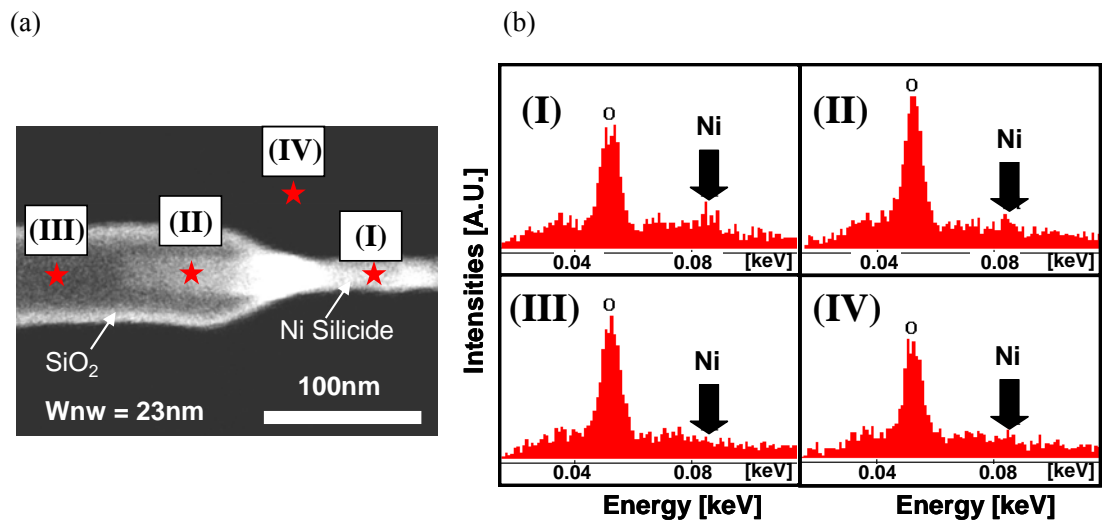 (a)
(b)
(IV)
(III)
(II)
(I)
Ni Silicide
SiO2
100nm
Wnw = 23nm
Intensities [A.U.]
(I)
O
Ni
0.04
0.08
[keV]
(II)
O
Ni
0.04
0.08
[keV]
(III)
O
Ni
0.04
0.08
[keV]
(IV)
O
Ni
0.04
0.08
[keV]
Energy [keV]
Energy [keV]